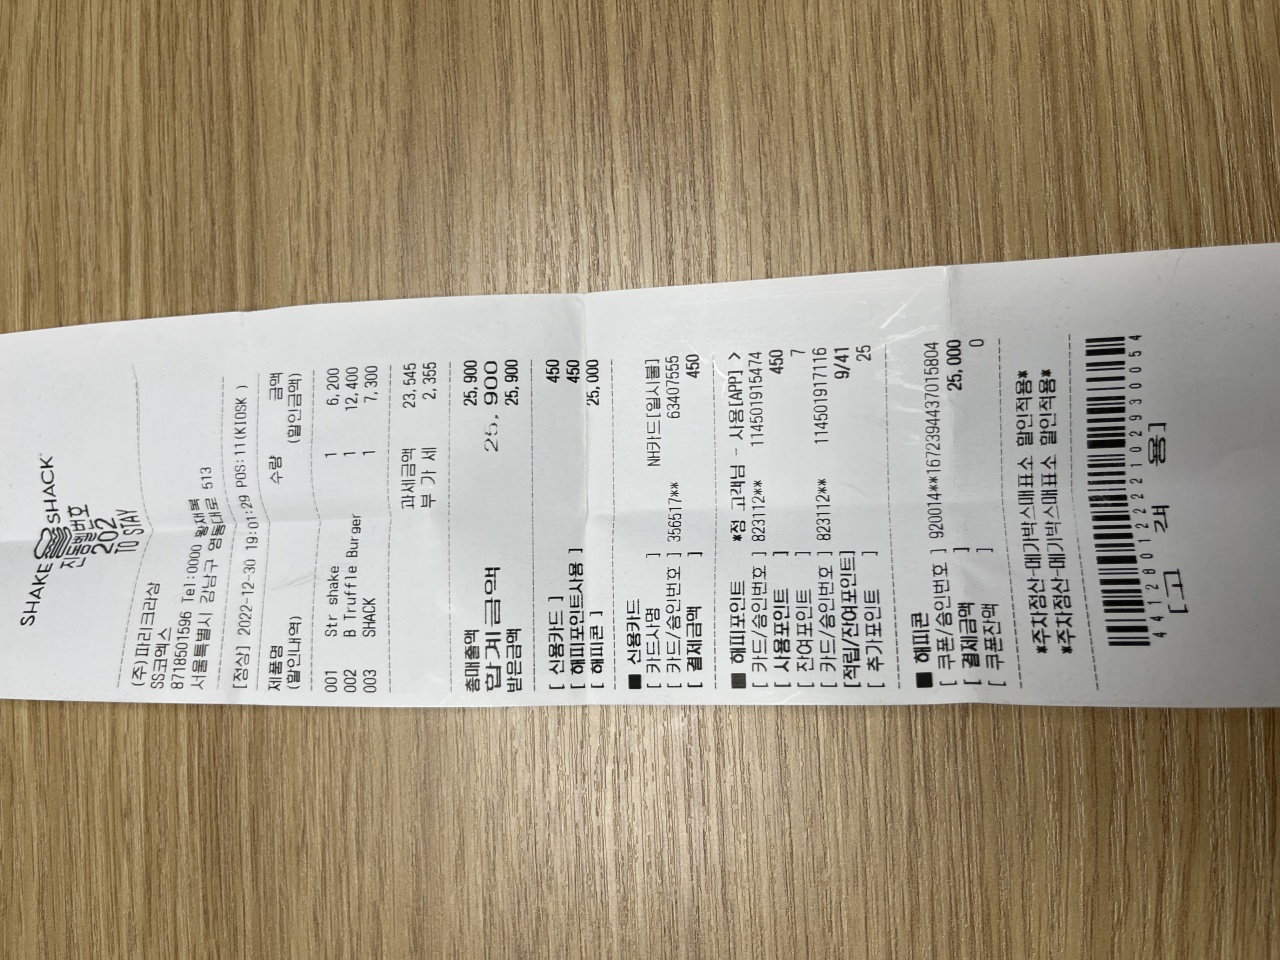 SHAKE SHACK
진동벨번호
202
TO STAY
(주)파리크라상
SS코엑스
8718501596 Tel:0000 황재복
서울특별시 강남구 영동대로 513
[정상] 2022-12-30 19:01:29 POS:11(KIOSK )
제품명 수량 금액
(할인내역) (할인금액)
001 Str shake 1 6,200
002 B Truffle Burger 1 12,400
003 SHACK 1 7,300
과세금액 23,545
부 가 세 2,355
총매출액 25,900
합계금액 25,900
받은금액 25,900
[ 신용카드 ] 450
[ 해피포인트사용 ] 450
[ 해피콘 ] 25,000
■ 신용카드
[ 카드사명 ] NH카드[일시불]
[ 카드/승인번호 ] 356517** 63407555
[ 결제금액 ] 450
■ 해피포인트 *정 고객님 - 사용[APP] >
[ 카드/승인번호 ] 823112** 114501915474
[ 사용포인트 ] 450
[ 잔여포인트 ] 7
[ 카드/승인번호 ] 823112** 114501917116
[적립/잔여포인트] 9/41
[ 추가포인트 ] 25
■ 해피콘
[ 쿠폰/승인번호 ] 920014**1672394437015804
[ 결제금액 ] 25,000
[ 쿠폰잔액 ] 0
*주차정산-메가박스매표소 할인적용*
*주차정산-메가박스매표소 할인적용*
44126012222102930054
[고 객 용]